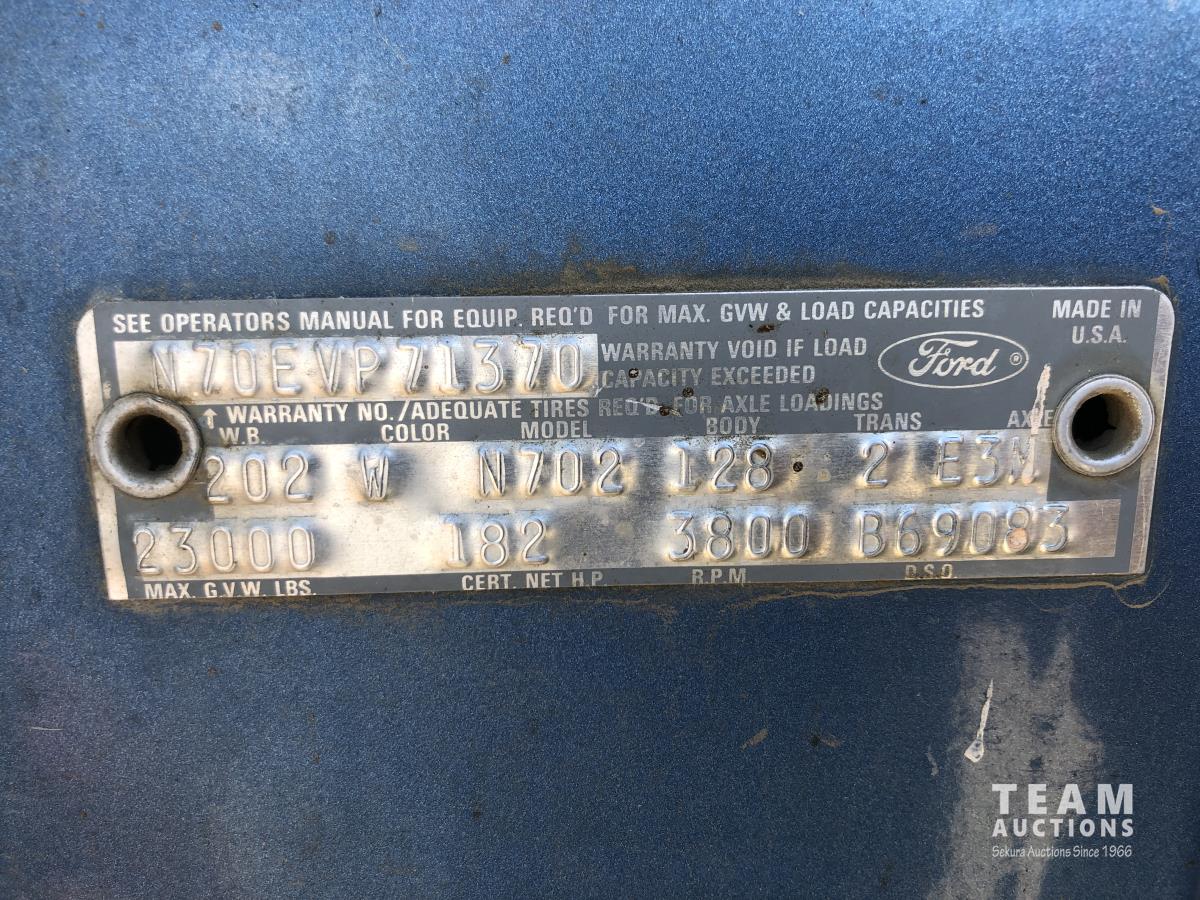 SEE OPERATORS MANUAL FOR EQUIP. REQ'D FOR MAX. GVW & LOAD CAPACITIES
MADE IN
U.S.A.
N70EVP71370
WARRANTY VOID IF LOAD
CAPACITY EXCEEDED
Ford ®
↑ WARRANTY NO./ADEQUATE TIRES REQ'D. FOR AXLE LOADINGS
W.B. COLOR MODEL BODY TRANS AXLE
202 W N702 128 2 E3M
23000 182 3800 B69083
MAX. G.V.W. LBS. CERT. NET H.P. R.P.M. D.S.O.
TEAM
AUCTIONS
Sekura Auctions Since 1966